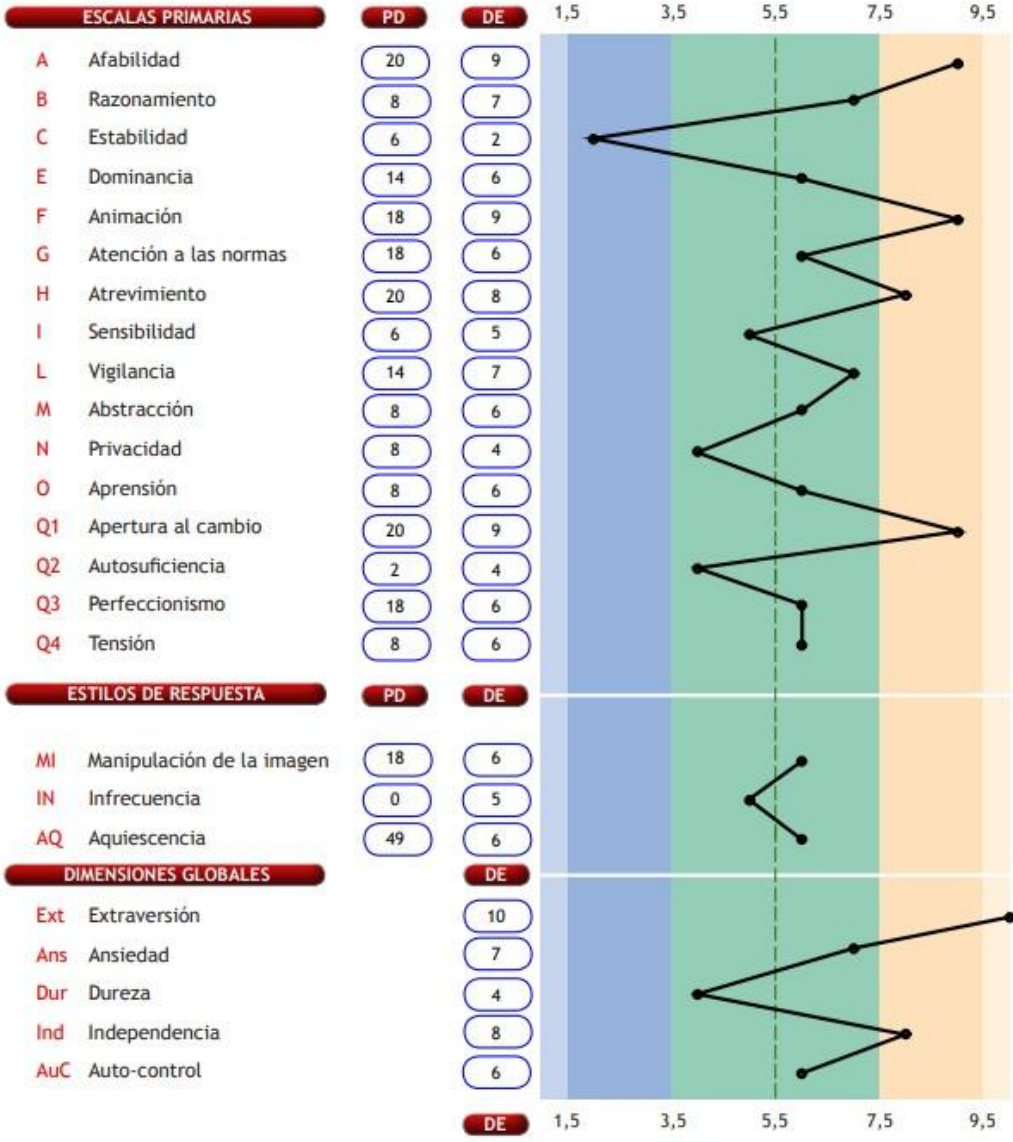 ESCALAS PRIMARIAS PD DE 1,5 3,5 5,5 7,5 9,5
A Afabilidad 20 9
B Razonamiento 8 7
C Estabilidad 6 2
E Dominancia 14 6
F Animación 18 9
G Atención a las normas 18 6
H Atrevimiento 20 8
I Sensibilidad 6 5
L Vigilancia 14 7
M Abstracción 8 6
N Privacidad 8 4
O Aprensión 8 6
Q1 Apertura al cambio 20 9
Q2 Autosuficiencia 2 4
Q3 Perfeccionismo 18 6
Q4 Tensión 8 6
ESTILOS DE RESPUESTA PD DE
MI Manipulación de la imagen 18 6
IN Infrecuencia 0 5
AQ Aquiescencia 49 6
DIMENSIONES GLOBALES DE
Ext Extraversión 10
Ans Ansiedad 7
Dur Dureza 4
Ind Independencia 8
AuC Auto-control 6
DE 1,5 3,5 5,5 7,5 9,5